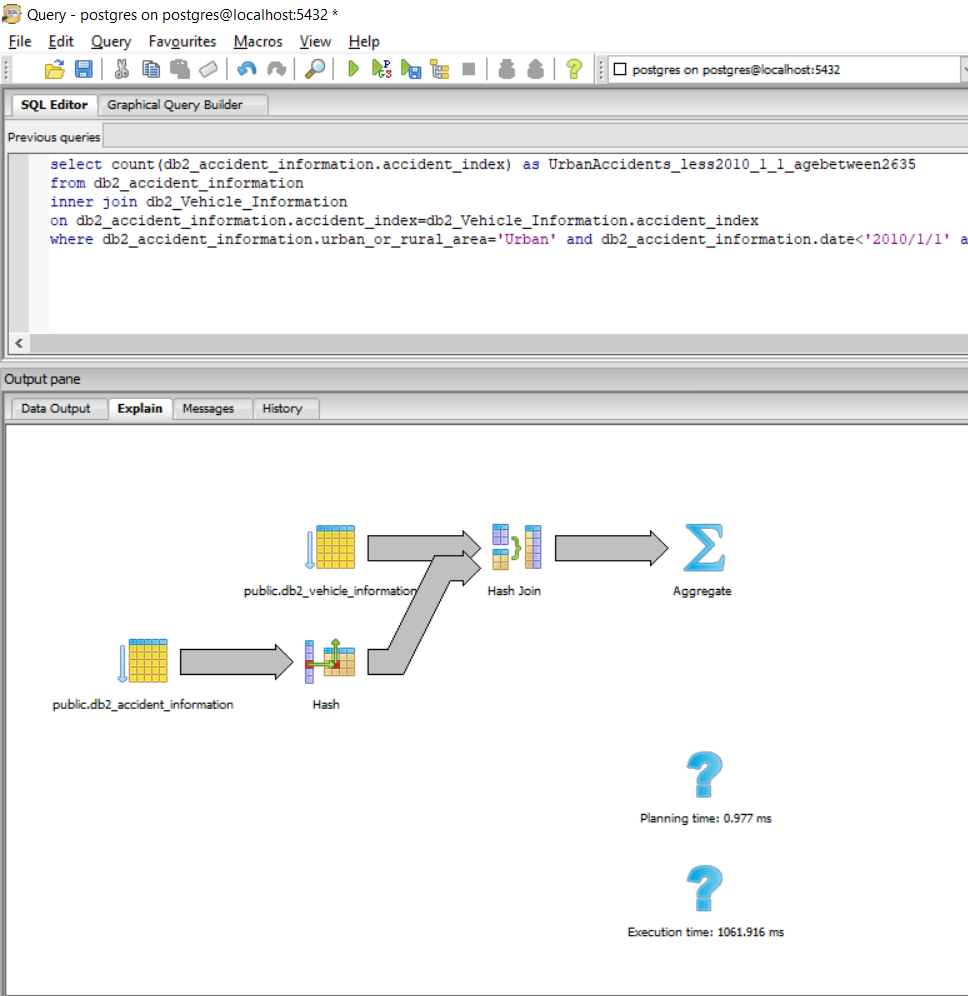 Query - postgres on postgres@localhost:5432 *
File Edit Query Favourites Macros View Help
postgres on postgres@localhost:5432
SQL Editor Graphical Query Builder
Previous queries
select count(db2_accident_information.accident_index) as UrbanAccidents_less2010_1_1_agebetween2635
from db2_accident_information
inner join db2_Vehicle_Information
on db2_accident_information.accident_index=db2_Vehicle_Information.accident_index
where db2_accident_information.urban_or_rural_area='Urban' and db2_accident_information.date<'2010/1/1' a
Output pane
Data Output Explain Messages History
public.db2_vehicle_information Hash Join Aggregate
public.db2_accident_information Hash
Planning time: 0.977 ms
Execution time: 1061.916 ms